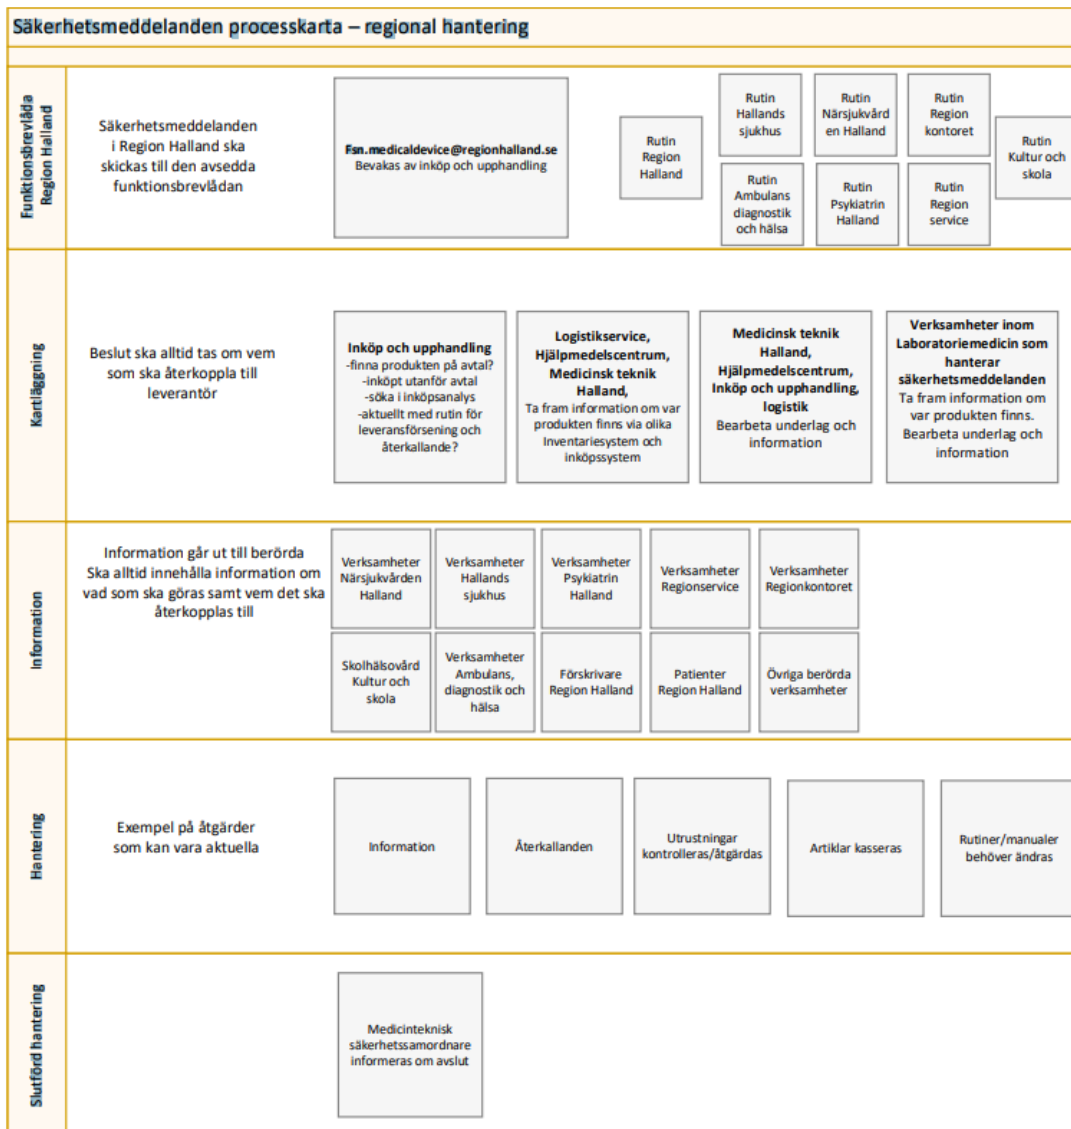 Säkerhetsmeddelanden processkarta – regional hantering
Funktionsbrevlåda
Region Halland
Säkerhetsmeddelanden
i Region Halland ska
skickas till den avsedda
funktionsbrevlådan
Fsn.medicaldevice@regionhalland.se
Bevakas av inköp och upphandling
Rutin
Region
Halland
Rutin
Hallands
sjukhus
Rutin
Närsjukvård
en Halland
Rutin
Region
kontoret
Rutin
Ambulans
diagnostik
och hälsa
Rutin
Psykiatrin
Halland
Rutin
Region
service
Rutin
Kultur och
skola
Kartläggning
Beslut ska alltid tas om vem
som ska återkoppla till
leverantör
Inköp och upphandling
-finna produkten på avtal?
-inköpt utanför avtal
-söka i inköpsanalys
-aktuellt med rutin för
leveransförsening och
återkallande?
Logistikservice,
Hjälpmedelscentrum,
Medicinsk teknik
Halland,
Ta fram information om var
produkten finns via olika
Inventariesystem och
inköpssystem
Medicinsk teknik
Halland,
Hjälpmedelscentrum,
Inköp och upphandling,
logistik
Bearbeta underlag och
information
Verksamheter inom
Laboratoriemedicin som
hanterar
säkerhetsmeddelanden
Ta fram information om
var produkten finns.
Bearbeta underlag och
information
Information
Information går ut till berörda
Ska alltid innehålla information om
vad som ska göras samt vem det ska
återkopplas till
Verksamheter
Närsjukvården
Halland
Verksamheter
Hallands
sjukhus
Verksamheter
Psykiatrin
Halland
Verksamheter
Regionservice
Verksamheter
Regionkontoret
Skolhälsovård
Kultur och
skola
Verksamheter
Ambulans,
diagnostik och
hälsa
Förskrivare
Region Halland
Patienter
Region Halland
Övriga berörda
verksamheter
Hantering
Exempel på åtgärder
som kan vara aktuella
Information
Återkallanden
Utrustningar
kontrolleras/åtgärdas
Artiklar kasseras
Rutiner/manualer
behöver ändras
Slutförd hantering
Medicinteknisk
säkerhetssamordnare
informeras om avslut